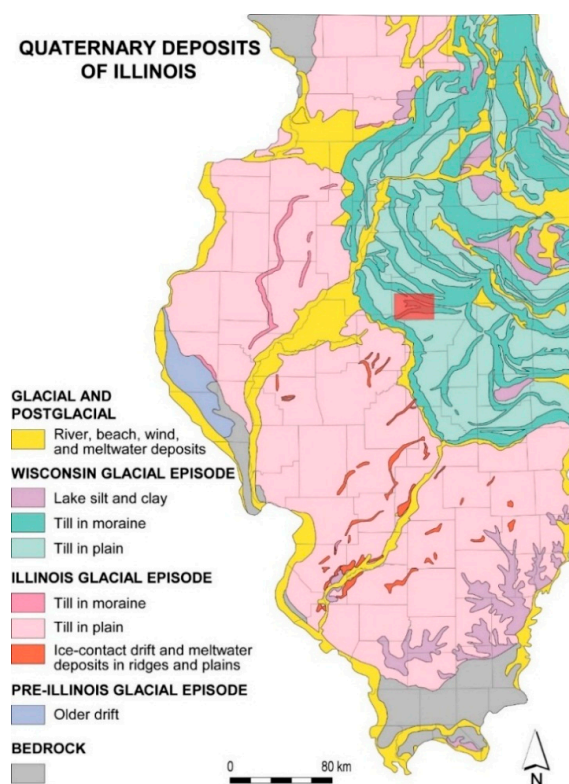 QUATERNARY DEPOSITS
OF ILLINOIS
GLACIAL AND
POSTGLACIAL
River, beach, wind,
and meltwater deposits
WISCONSIN GLACIAL EPISODE
Lake silt and clay
Till in moraine
Till in plain
ILLINOIS GLACIAL EPISODE
Till in moraine
Till in plain
Ice-contact drift and meltwater
deposits in ridges and plains
PRE-ILLINOIS GLACIAL EPISODE
Older drift
BEDROCK
0 80 km
N